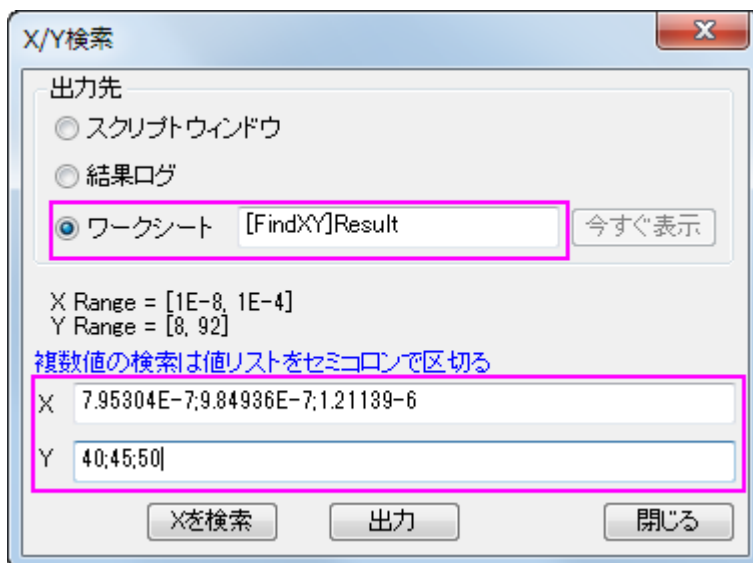 X/Y検索
出力先
スクリプトウィンドウ
結果ログ
ワークシート [FindXY]Result 今すぐ表示
X Range = [1E-8, 1E-4]
Y Range = [8, 92]
複数値の検索は値リストをセミコロンで区切る
X 7.95304E-7;9.84936E-7;1.21139-6
Y 40;45;50
Xを検索 出力 閉じる